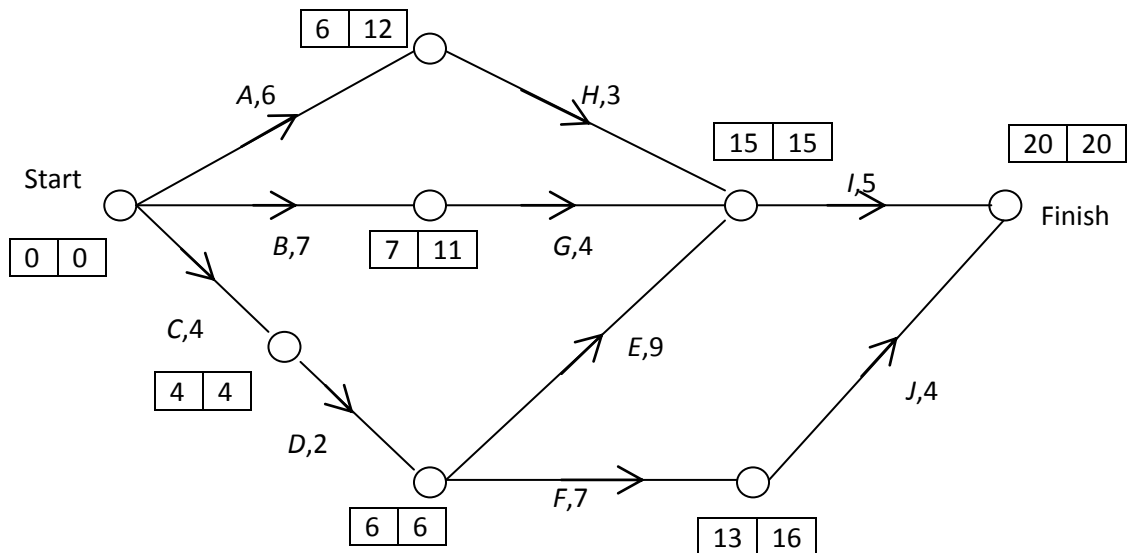 6 12
A,6
H,3
15 15
20 20
Start
I,5
Finish
0 0
B,7
7 11
G,4
C,4
E,9
4 4
J,4
D,2
F,7
6 6
13 16